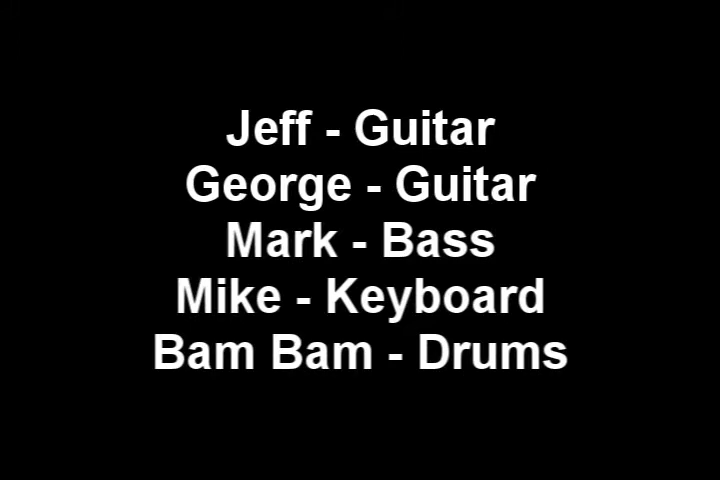 Jeff - Guitar
George - Guitar
Mark - Bass
Mike - Keyboard
Bam Bam - Drums